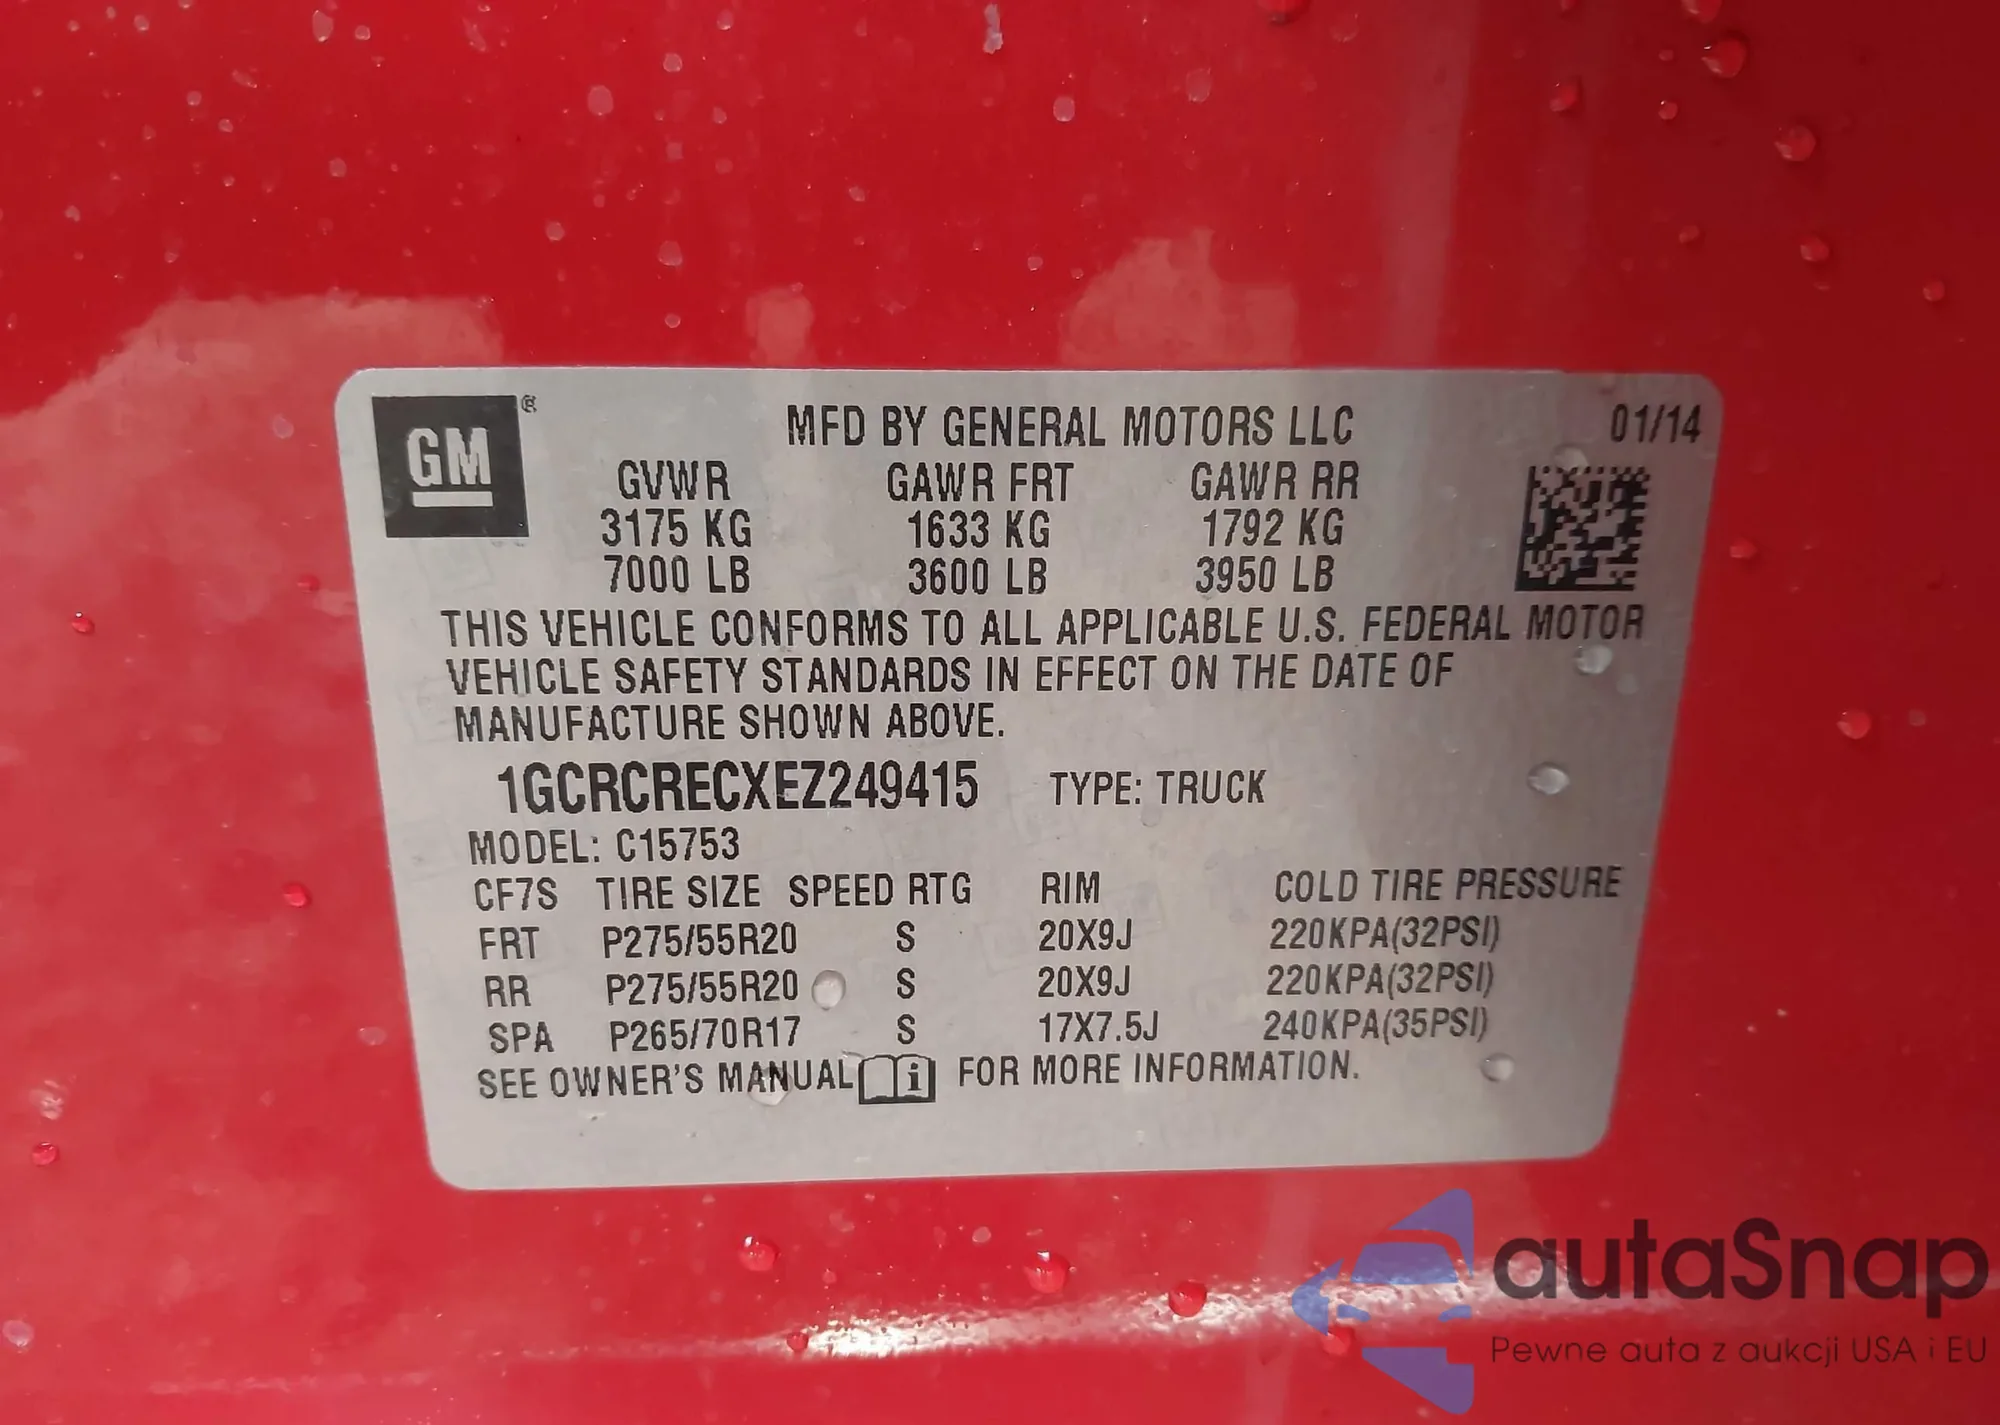 GM®
MFD BY GENERAL MOTORS LLC 01/14
GVWR GAWR FRT GAWR RR
3175 KG 1633 KG 1792 KG
7000 LB 3600 LB 3950 LB
THIS VEHICLE CONFORMS TO ALL APPLICABLE U.S. FEDERAL MOTOR
VEHICLE SAFETY STANDARDS IN EFFECT ON THE DATE OF
MANUFACTURE SHOWN ABOVE.
1GCRCRECXEZ249415 TYPE: TRUCK
MODEL: C15753
CF7S TIRE SIZE SPEED RTG RIM COLD TIRE PRESSURE
FRT P275/55R20 S 20X9J 220KPA(32PSI)
RR P275/55R20 S 20X9J 220KPA(32PSI)
SPA P265/70R17 S 17X7.5J 240KPA(35PSI)
SEE OWNER'S MANUAL i FOR MORE INFORMATION.
autaSnap
Pewne auta z aukcji USA i EU